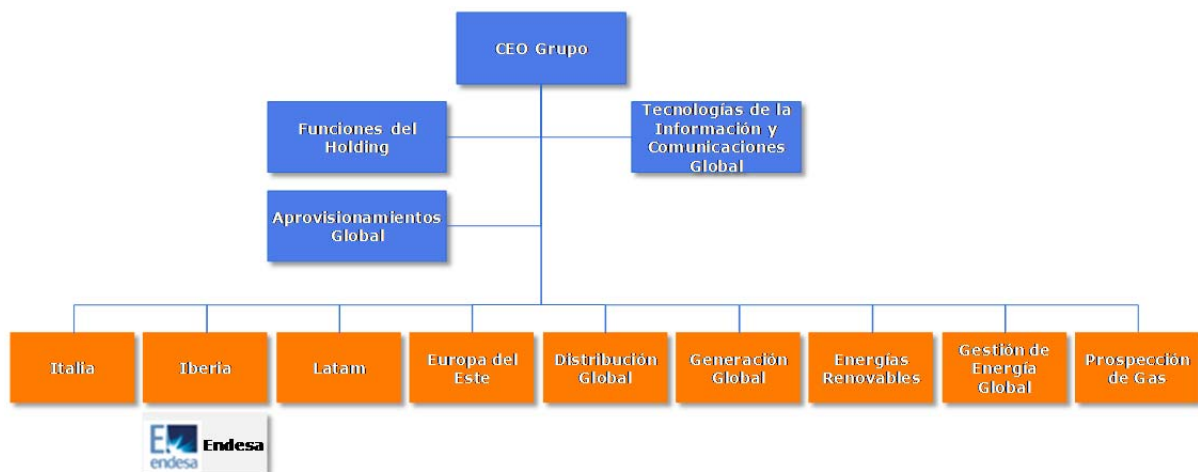 CEO Grupo
Funciones del
Holding
Tecnologías de la
Información y
Comunicaciones
Global
Aprovisionamientos
Global
Italia
Iberia
Latam
Europa del
Este
Distribución
Global
Generación
Global
Energías
Renovables
Gestión de
Energía
Global
Prospección
de Gas
E.
endesa
Endesa